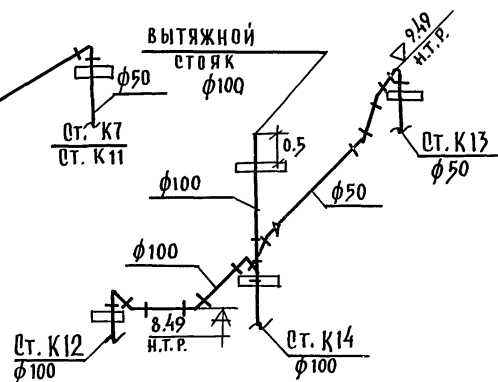 ВЫТЯЖНОЙ
СТОЯК
ф100
9.49
Н.Т.Р.
ф50
Ст. К7
Ст. К11
0.5
Ст. К13
ф50
ф100
ф50
ф100
8.49
Н.Т.Р.
Ст. К12
ф100
Ст. К14
ф100